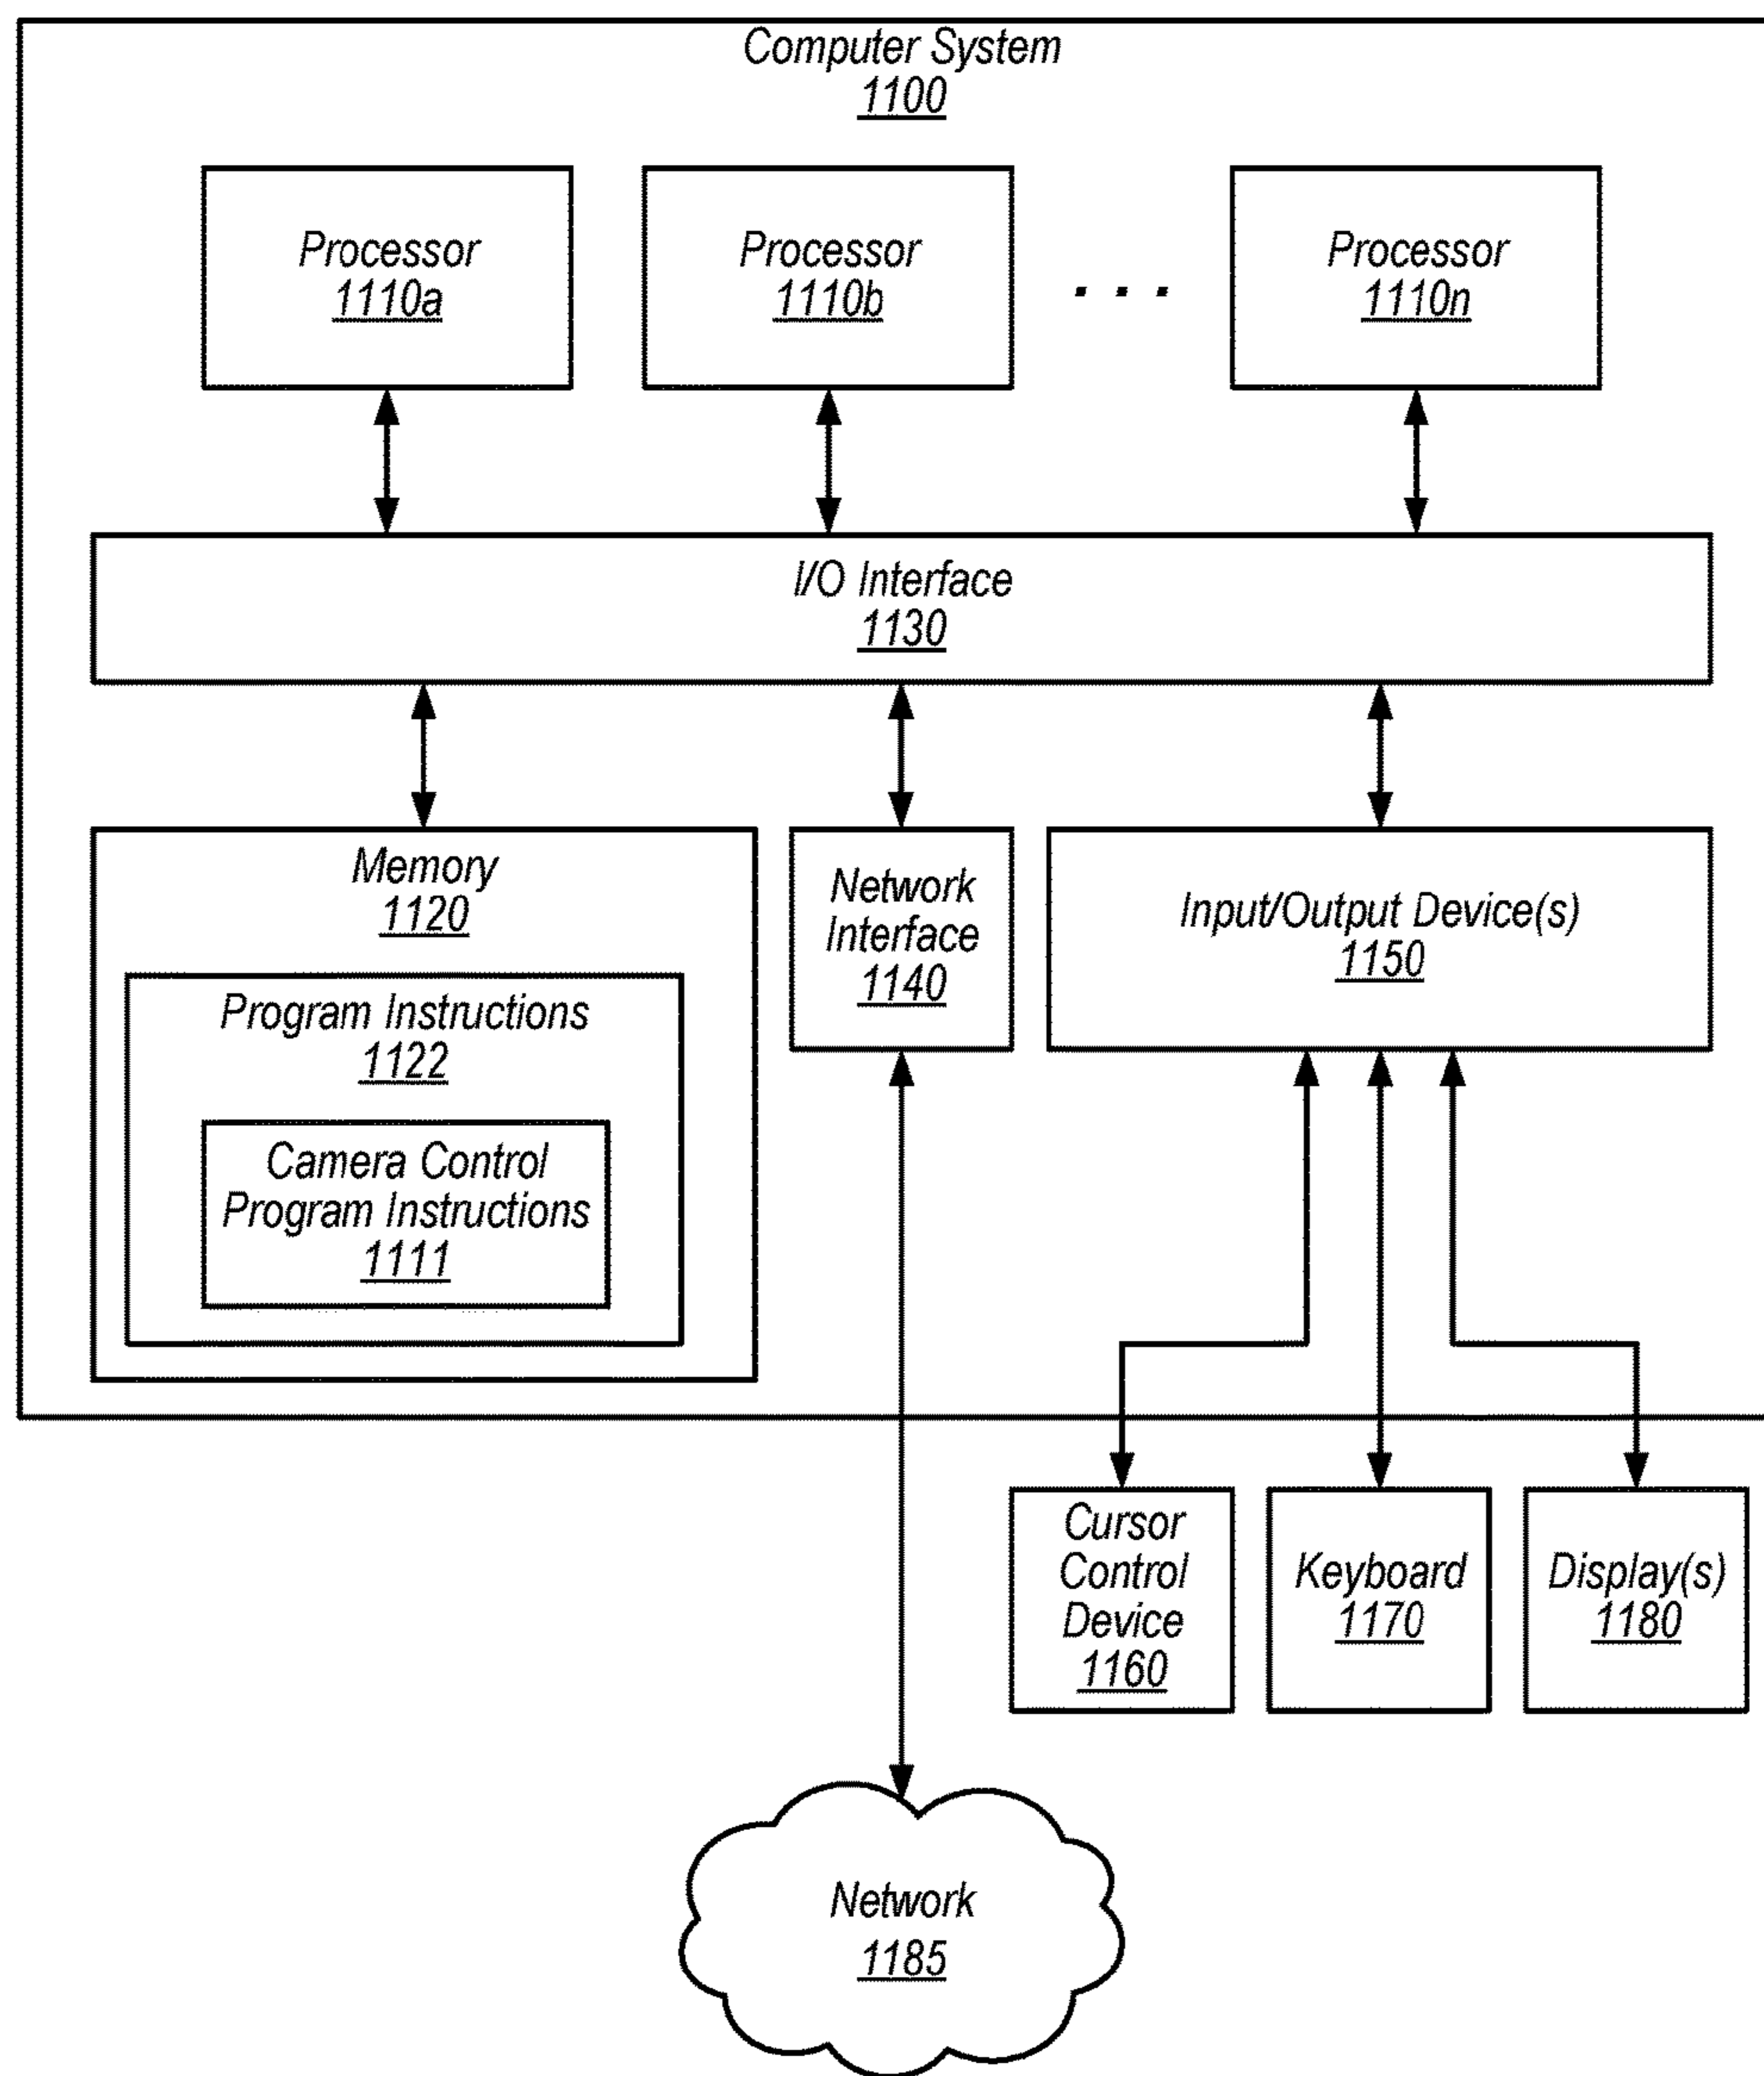 Computer System
1100
Processor
1110a
Processor
1110b
. . .
Processor
1110n
I/O Interface
1130
Memory
1120
Program Instructions
1122
Camera Control
Program Instructions
1111
Network
Interface
1140
Input/Output Device(s)
1150
Cursor
Control
Device
1160
Keyboard
1170
Display(s)
1180
Network
1185